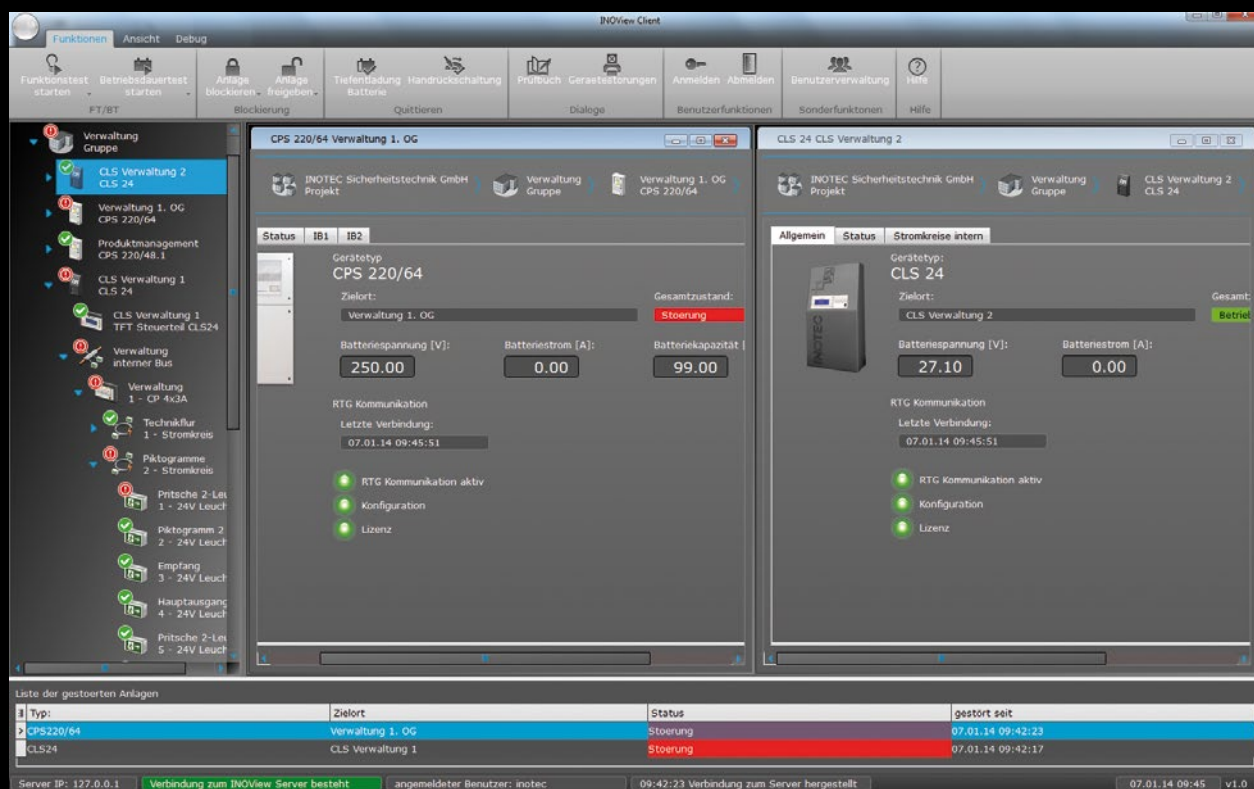 INOView Client
Funktionen Ansicht Debug
Funktionstest starten Betriebsdauertest starten Anlage blockieren Anlage freigeben Tiefentladung Batterie Handrückschaltung Prüfbuch Geraetestörungen Anmelden Abmelden Benutzerverwaltung Hilfe
FT/BT Blockierung Quittieren Dialoge Benutzerfunktionen Sonderfunktonen Hilfe
Verwaltung
Gruppe
CLS Verwaltung 2
CLS 24
Verwaltung 1. OG
CPS 220/64
Produktmanagement
CPS 220/48.1
CLS Verwaltung 1
CLS 24
CLS Verwaltung 1
TFT Steuerteil CLS24
Verwaltung
interner Bus
Verwaltung
1 - CP 4x3A
Technikflur
1 - Stromkreis
Piktogramme
2 - Stromkreis
Pritsche 2-Leu
1 - 24V Leuch
Piktogramm 2
2 - 24V Leuch
Empfang
3 - 24V Leuch
Hauptausgang
4 - 24V Leuch
Pritsche 2-Leu
5 - 24V Leuch
CPS 220/64 Verwaltung 1. OG
INOTEC Sicherheitstechnik GmbH
Projekt
Verwaltung
Gruppe
Verwaltung 1. OG
CPS 220/64
Status IB1 IB2
Gerätetyp
CPS 220/64
Zielort: Gesamtzustand:
Verwaltung 1. OG Stoerung
Batteriespannung [V]: Batteriestrom [A]: Batteriekapazität [
250.00 0.00 99.00
RTG Kommunikation
Letzte Verbindung:
07.01.14 09:45:51
RTG Kommunikation aktiv
Konfiguration
Lizenz
CLS 24 CLS Verwaltung 2
INOTEC Sicherheitstechnik GmbH
Projekt
Verwaltung
Gruppe
CLS Verwaltung 2
CLS 24
Allgemein Status Stromkreise intern
INOTEC
Gerätetyp:
CLS 24
Zielort: Gesamt:
CLS Verwaltung 2 Betriel
Batteriespannung [V]: Batteriestrom [A]:
27.10 0.00
RTG Kommunikation
Letzte Verbindung:
07.01.14 09:45:51
RTG Kommunikation aktiv
Konfiguration
Lizenz
Liste der gestoerten Anlagen
Typ: Zielort Status gestört seit
CPS220/64 Verwaltung 1. OG Stoerung 07.01.14 09:42:23
CLS24 CLS Verwaltung 1 Stoerung 07.01.14 09:42:17
Server IP: 127.0.0.1 Verbindung zum INOView Server besteht angemeldeter Benutzer: inotec 09:42:23 Verbindung zum Server hergestellt 07.01.14 09:45 v1.0